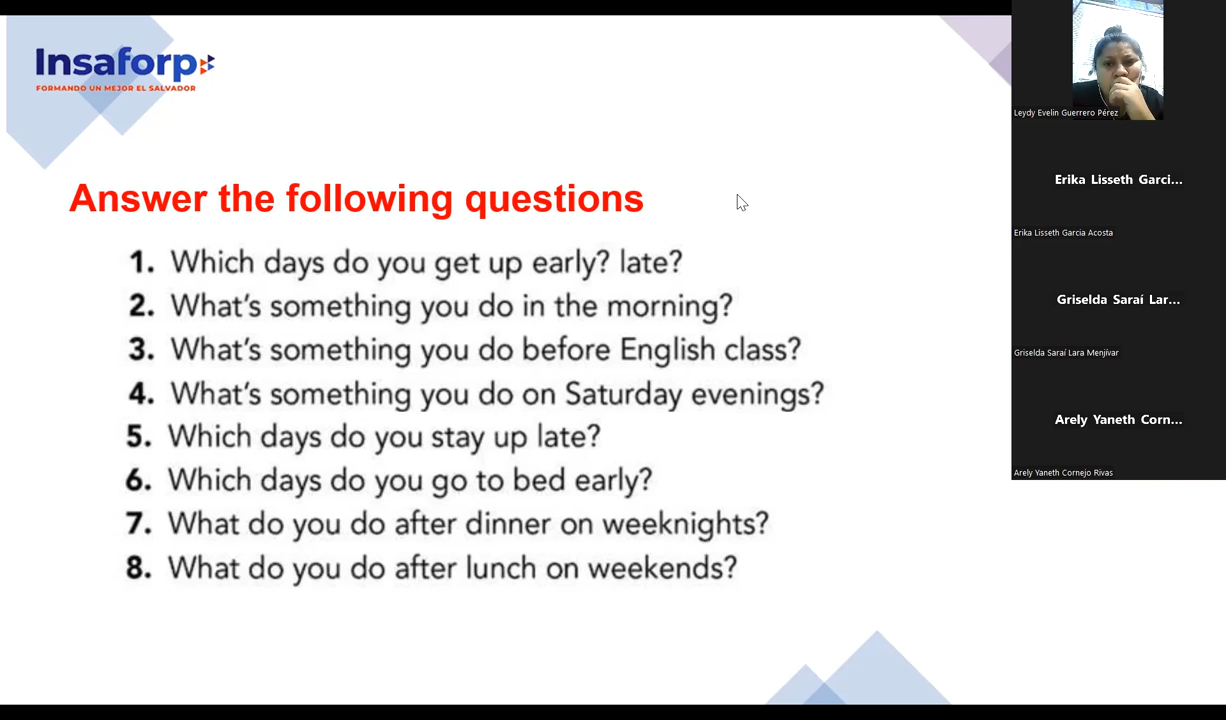 Insaforp
FORMANDO UN MEJOR EL SALVADOR
Answer the following questions
1. Which days do you get up early? late?
2. What's something you do in the morning?
3. What's something you do before English class?
4. What's something you do on Saturday evenings?
5. Which days do you stay up late?
6. Which days do you go to bed early?
7. What do you do after dinner on weeknights?
8. What do you do after lunch on weekends?
Leydy Evelin Guerrero Pérez
Erika Lisseth Garci...
Erika Lisseth Garcia Acosta
Griselda Saraí Lar...
Griselda Saraí Lara Menjívar
Arely Yaneth Corn...
Arely Yaneth Cornejo Rivas